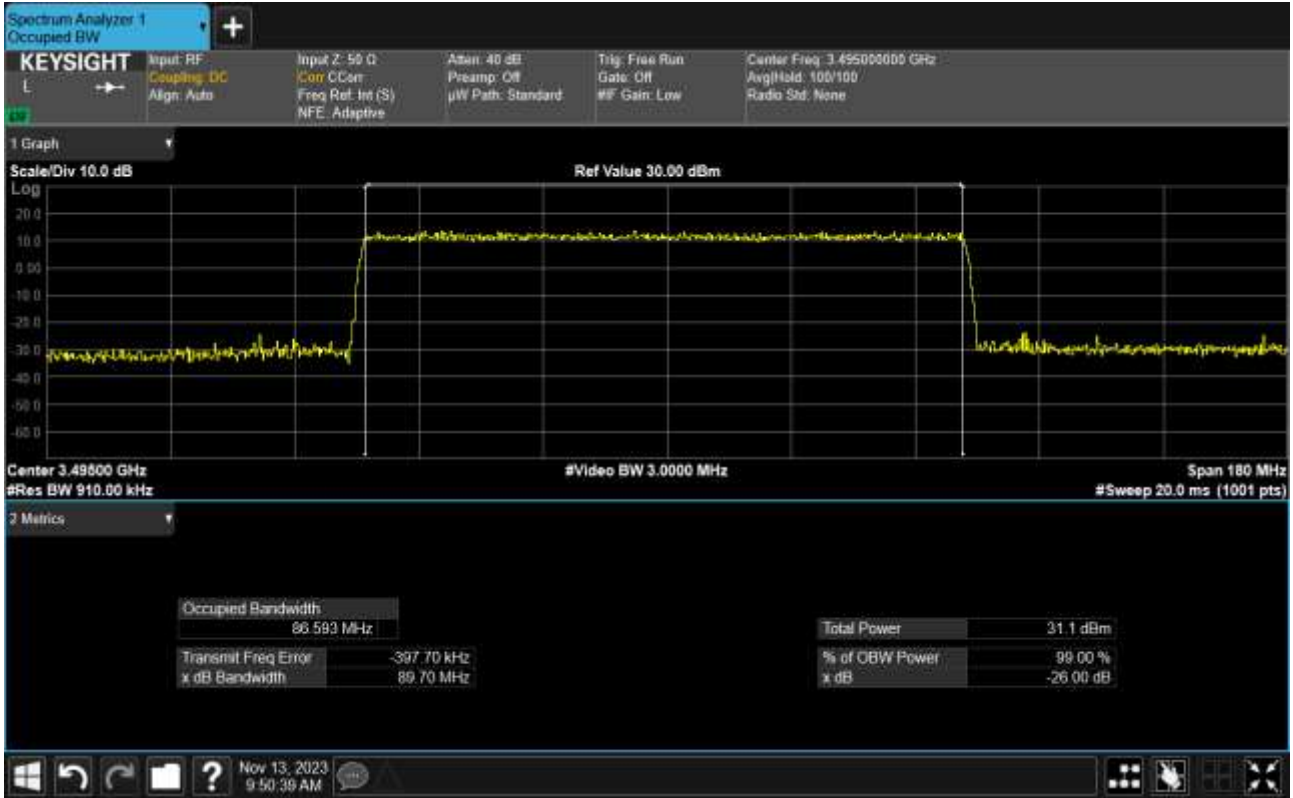 Spectrum Analyzer 1
Occupied BW
+
KEYSIGHT
L
Input: RF
Coupling: DC
Align: Auto
Input Z: 50 Ω
Corr CCorr
Freq Ref: Int (S)
NFE: Adaptive
Atten: 40 dB
Preamp: Off
µW Path: Standard
Trig: Free Run
Gate: Off
#IF Gain: Low
Center Freq: 3.495000000 GHz
Avg|Hold: 100/100
Radio Std: None
1 Graph
Scale/Div 10.0 dB
Ref Value 30.00 dBm
Log
20.0
10.0
0.00
-10.0
-20.0
-30.0
-40.0
-50.0
-60.0
Center 3.49500 GHz
#Video BW 3.0000 MHz
Span 180 MHz
#Res BW 910.00 kHz
#Sweep 20.0 ms (1001 pts)
2 Metrics
Occupied Bandwidth
86.593 MHz
Transmit Freq Error -397.70 kHz
x dB Bandwidth 89.70 MHz
Total Power 31.1 dBm
% of OBW Power 99.00 %
x dB -26.00 dB
?
Nov 13, 2023
9:50:39 AM